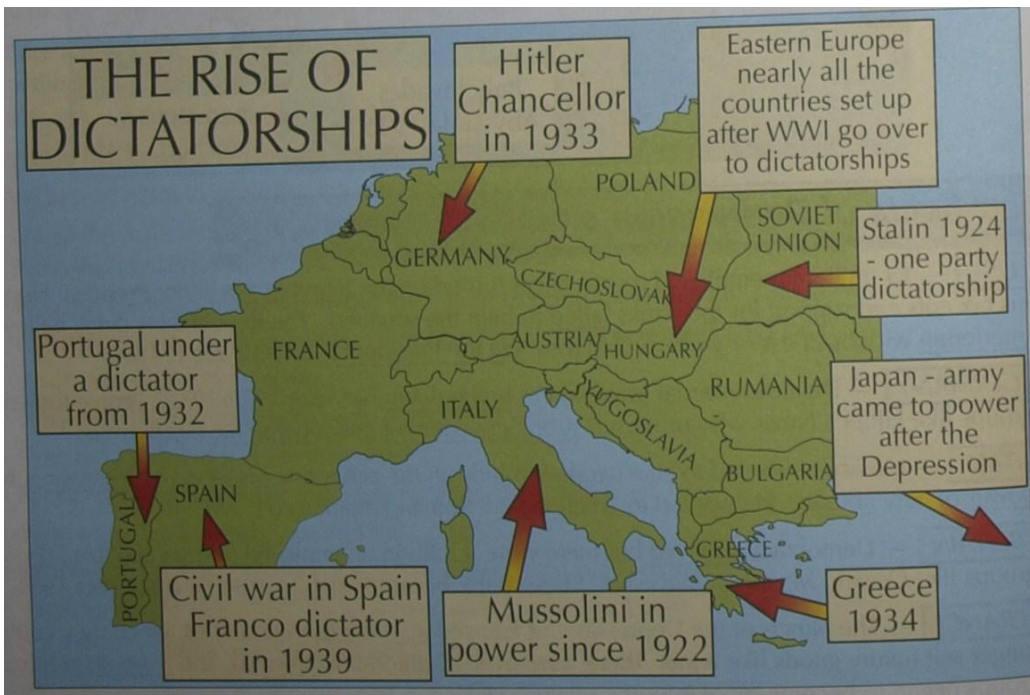 THE RISE OF
DICTATORSHIPS
Hitler
Chancellor
in 1933
Eastern Europe
nearly all the
countries set up
after WWI go over
to dictatorships
POLAND
SOVIET
UNION
Stalin 1924
- one party
dictatorship
GERMANY
CZECHOSLOVAK
Portugal under
a dictator
from 1932
FRANCE
AUSTRIA
HUNGARY
RUMANIA
Japan - army
came to power
after the
Depression
ITALY
YUGOSLAVIA
BULGARIA
SPAIN
PORTUGAL
GREECE
Civil war in Spain
Franco dictator
in 1939
Mussolini in
power since 1922
Greece
1934